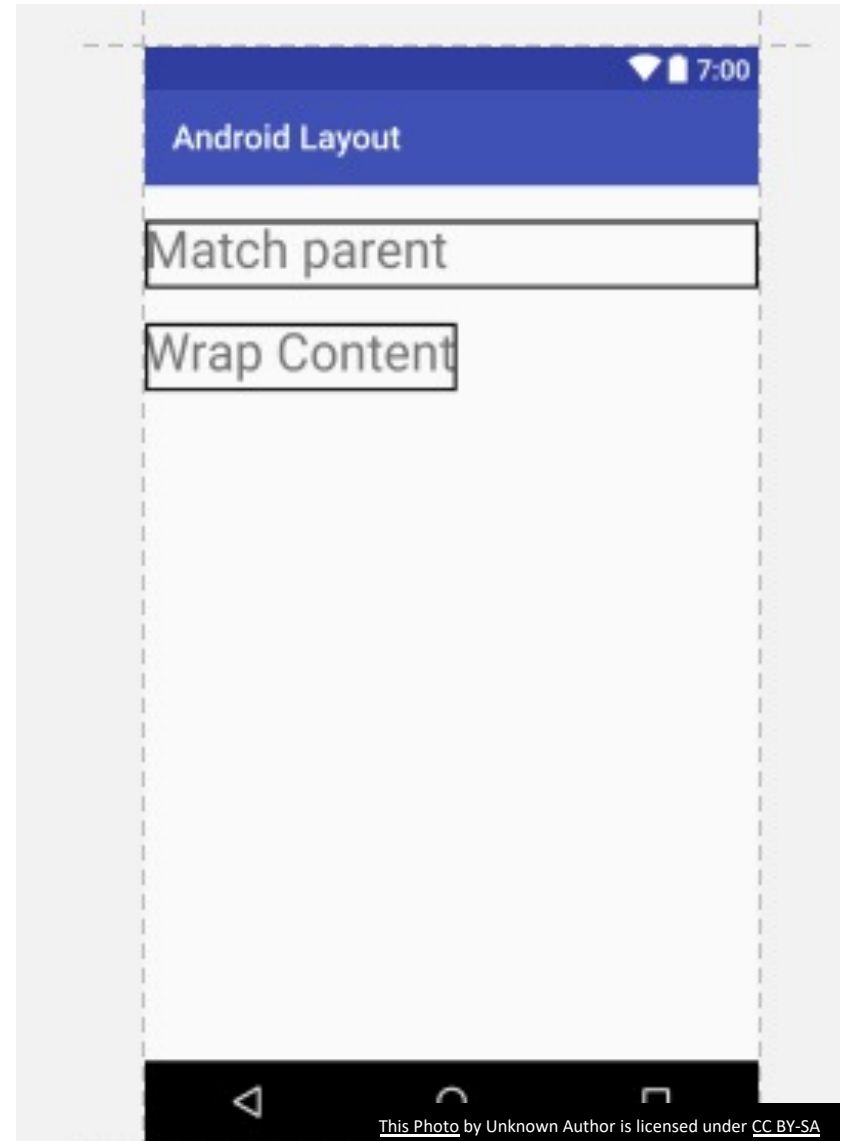 7:00
Android Layout
Match parent
Wrap Content
This Photo by Unknown Author is licensed under CC BY-SA